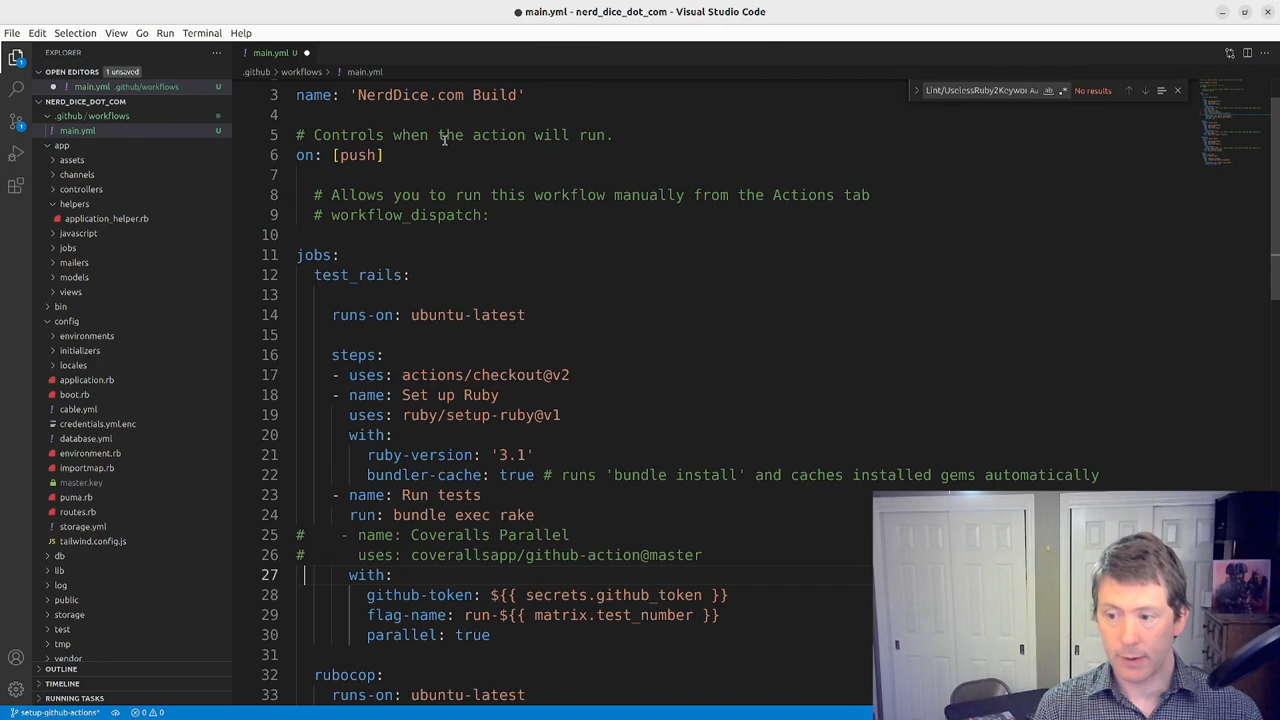 ● main.yml - nerd_dice_dot_com - Visual Studio Code
File Edit Selection View Go Run Terminal Help
EXPLORER
OPEN EDITORS 1 unsaved
main.yml .github/workflows U
NERD_DICE_DOT_COM
.github / workflows
main.yml U
app
assets
channels
controllers
helpers
application_helper.rb
javascript
jobs
mailers
models
views
bin
config
environments
initializers
locales
application.rb
boot.rb
cable.yml
credentials.yml.enc
database.yml
environment.rb
importmap.rb
master.key
puma.rb
routes.rb
storage.yml
tailwind.config.js
db
lib
log
public
storage
test
tmp
vendor
OUTLINE
TIMELINE
RUNNING TASKS
main.yml U
.github > workflows > main.yml
Lint/UselessRuby2Keywor Aa ab .* No results
3 name: 'NerdDice.com Build'
4
5 # Controls when the action will run.
6 on: [push]
7
8 # Allows you to run this workflow manually from the Actions tab
9 # workflow_dispatch:
10
11 jobs:
12 test_rails:
13
14 runs-on: ubuntu-latest
15
16 steps:
17 - uses: actions/checkout@v2
18 - name: Set up Ruby
19 uses: ruby/setup-ruby@v1
20 with:
21 ruby-version: '3.1'
22 bundler-cache: true # runs 'bundle install' and caches installed gems automatically
23 - name: Run tests
24 run: bundle exec rake
25 # - name: Coveralls Parallel
26 # uses: coverallsapp/github-action@master
27 with:
28 github-token: ${{ secrets.github_token }}
29 flag-name: run-${{ matrix.test_number }}
30 parallel: true
31
32 rubocop:
33 runs-on: ubuntu-latest
setup-github-actions* 0 0